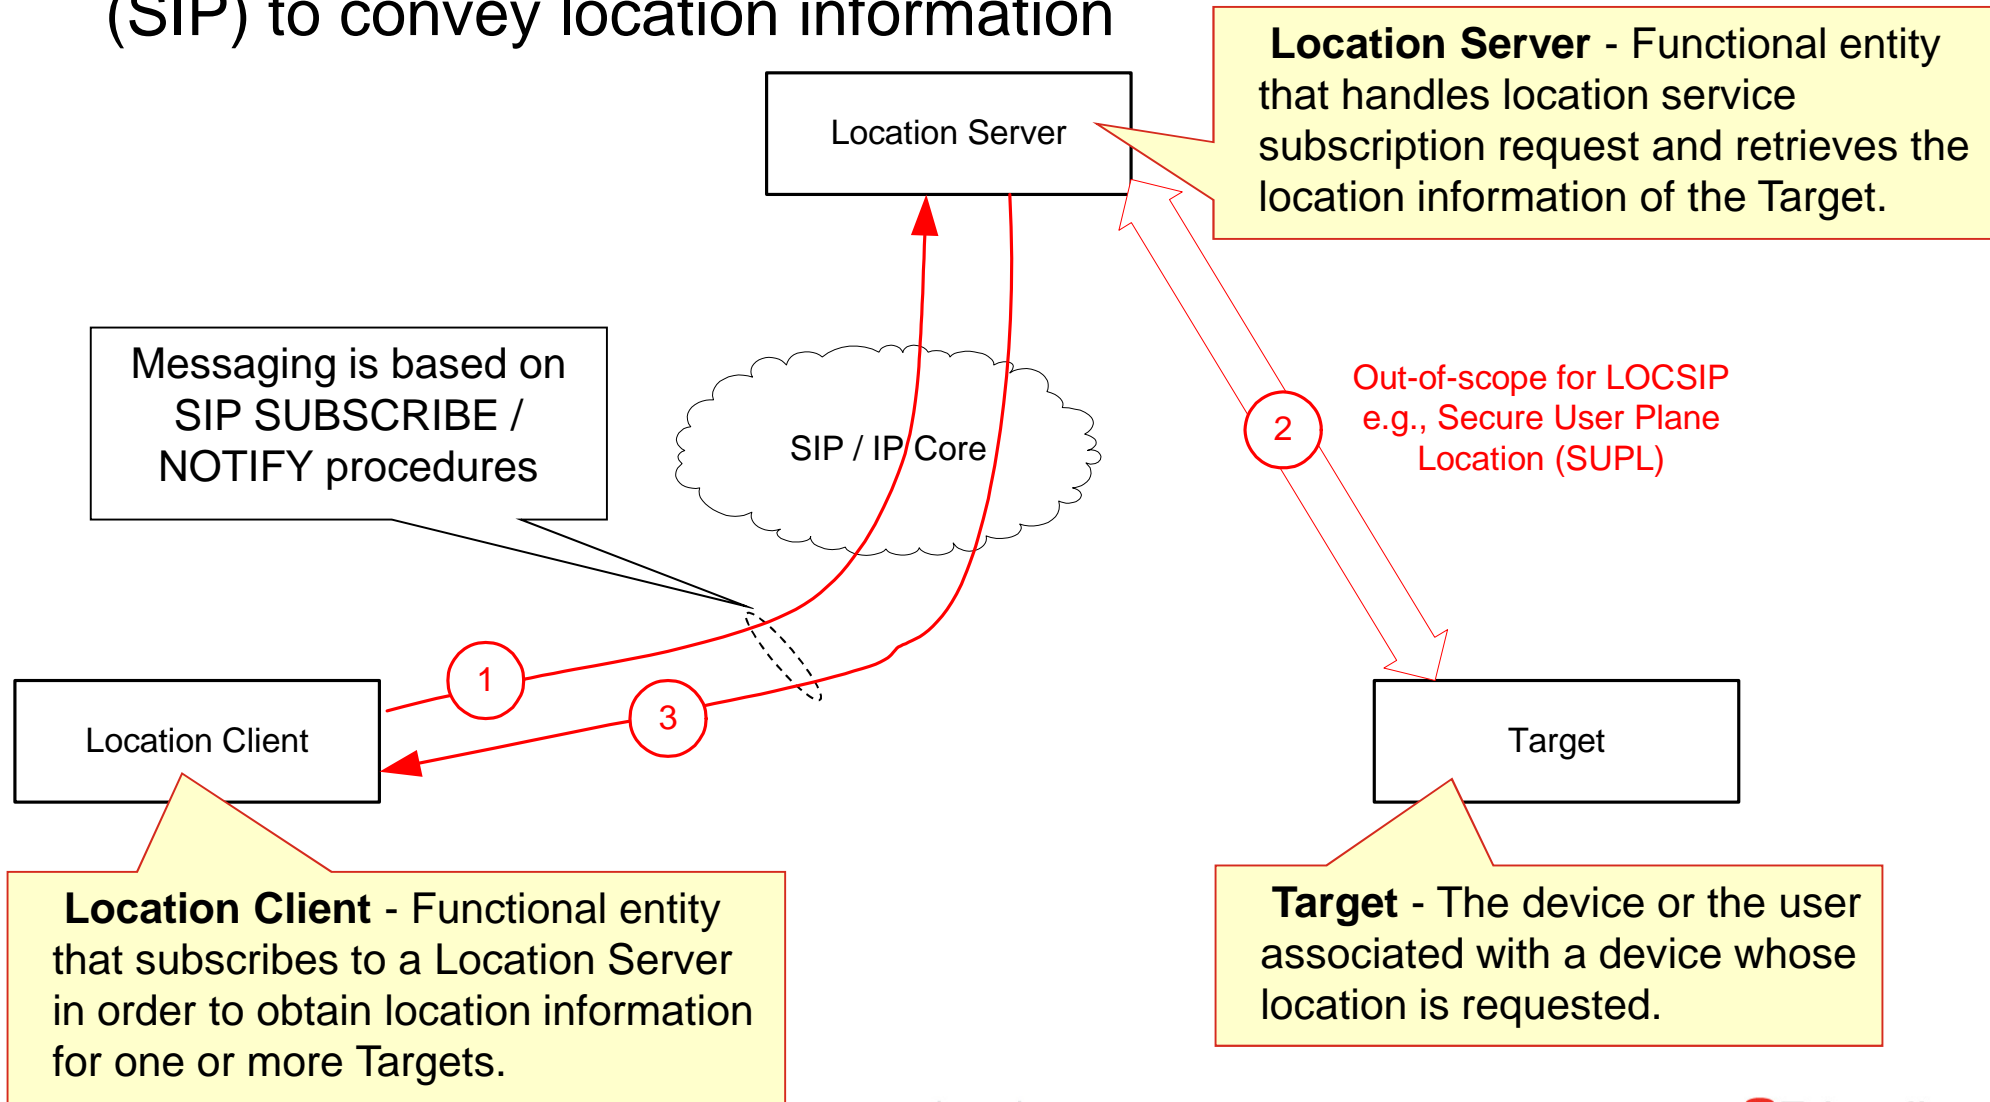 (SIP) to convey location information
Location Server - Functional entity
that handles location service
subscription request and retrieves the
location information of the Target.
Location Server
Messaging is based on
SIP SUBSCRIBE /
NOTIFY procedures
SIP / IP Core
Out-of-scope for LOCSIP
e.g., Secure User Plane
Location (SUPL)
2
1
3
Location Client
Target
Location Client - Functional entity
that subscribes to a Location Server
in order to obtain location information
for one or more Targets.
Target - The device or the user
associated with a device whose
location is requested.